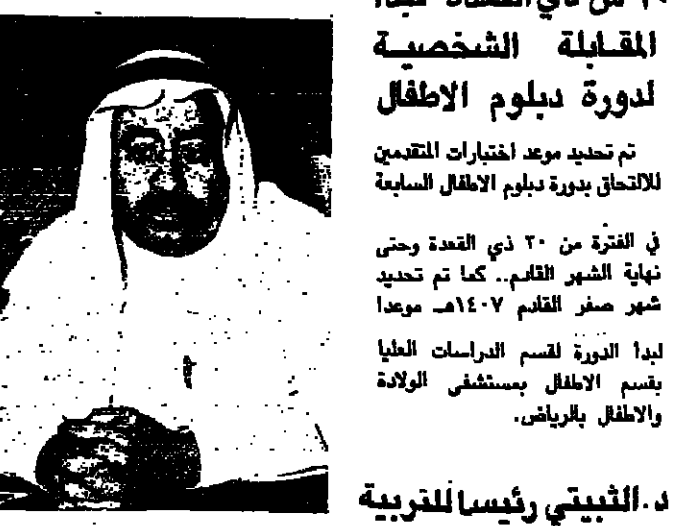 المقابلة الشخصية
لدورة دبلوم الاطفال
تم تحديد موعد اختبارات المتقدمين
للالتحاق بدورة دبلوم الاطفال السابعة
في الفترة من ٢٠ ذي القعدة وحتى
نهاية الشهر القادم.. كما تم تحديد
شهر صفر القادم ١٤٠٧هـ موعدا
لبدأ الدورة لقسم الدراسات العليا
بقسم الاطفال بمستشفى الولادة
والاطفال بالرياض.
د. الثبيتي رئيسا للتربية